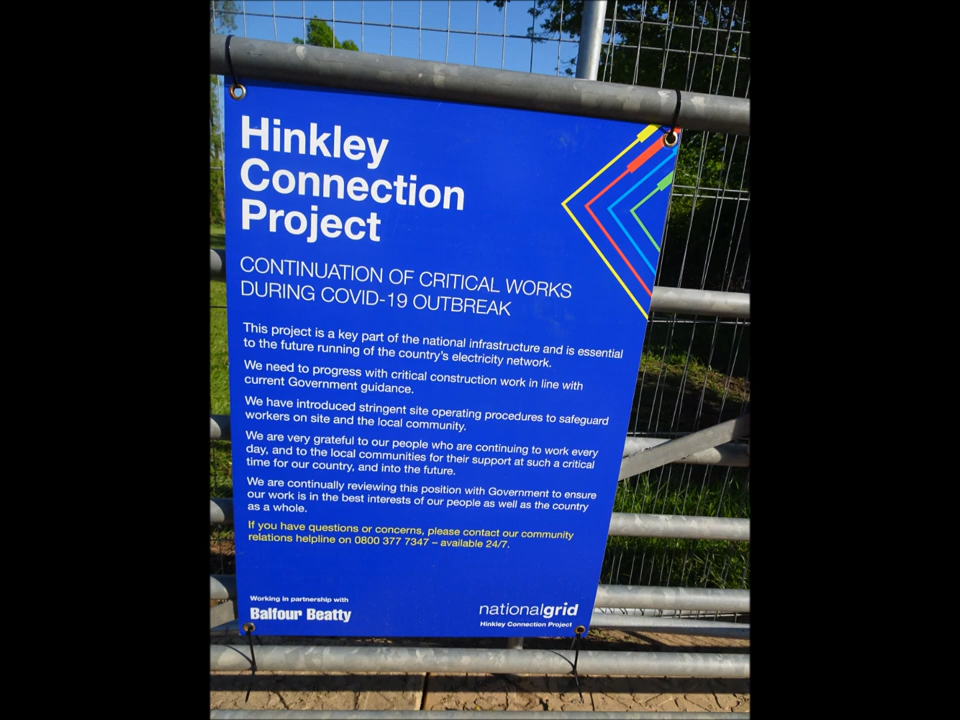 Hinkley
Connection
Project
CONTINUATION OF CRITICAL WORKS
DURING COVID-19 OUTBREAK
This project is a key part of the national infrastructure and is essential
to the future running of the country's electricity network.
We need to progress with critical construction work in line with
current Government guidance.
We have introduced stringent site operating procedures to safeguard
workers on site and the local community.
We are very grateful to our people who are continuing to work every
day, and to the local communities for their support at such a critical
time for our country, and into the future.
We are continually reviewing this position with Government to ensure
our work is in the best interests of our people as well as the country
as a whole.
If you have questions or concerns, please contact our community
relations helpline on 0800 377 7347 – available 24/7.
Working in partnership with
Balfour Beatty
nationalgrid
Hinkley Connection Project